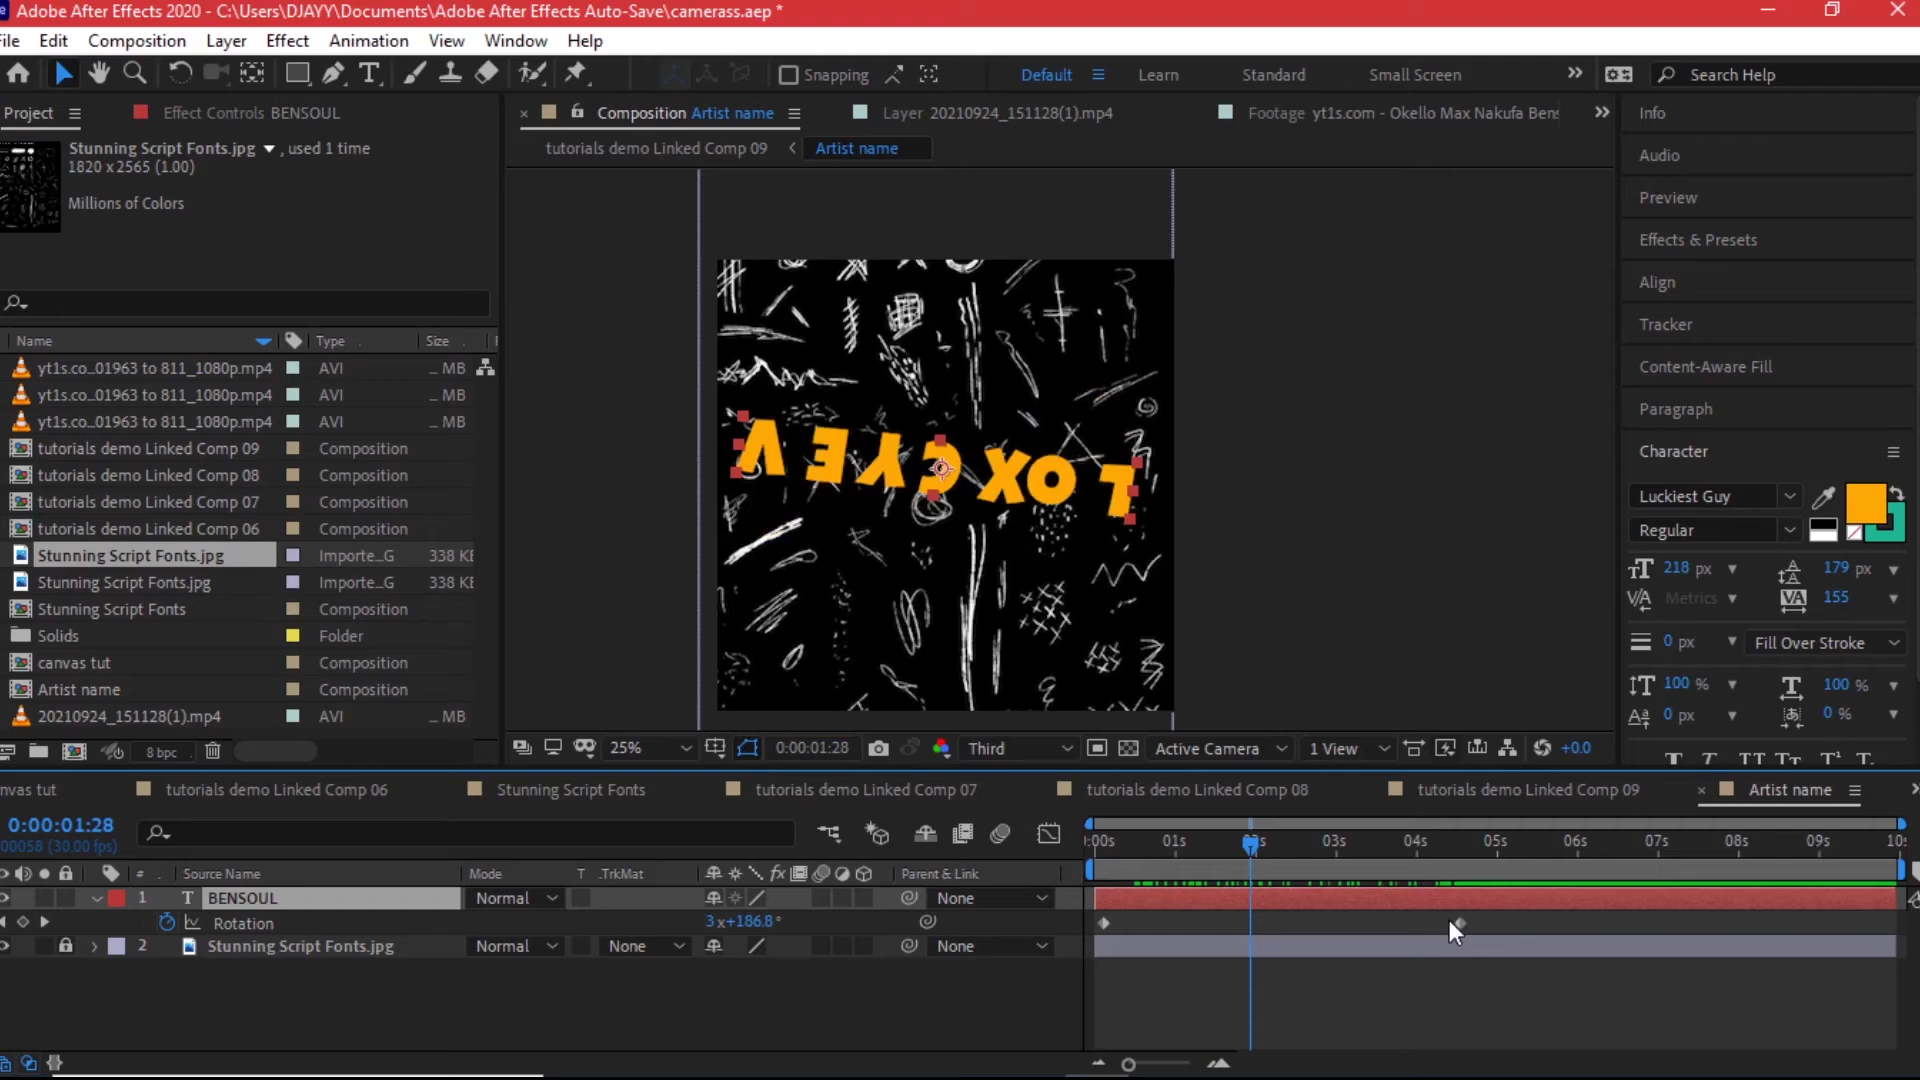 Adobe After Effects 2020 - C:\Users\DJAYY\Documents\Adobe After Effects Auto-Save\camerass.aep *
File Edit Composition Layer Effect Animation View Window Help
Snapping Default Learn Standard Small Screen Search Help
Project Effect Controls BENSOUL
Composition Artist name Layer 20210924_151128(1).mp4 Footage yt1s.com - Okello Max Nakufa Bens
tutorials demo Linked Comp 09 Artist name
Stunning Script Fonts.jpg , used 1 time
1820 x 2565 (1.00)
Millions of Colors
Name Type Size
yt1s.co...01963 to 811_1080p.mp4 AVI ... MB
yt1s.co...01963 to 811_1080p.mp4 AVI ... MB
yt1s.co...01963 to 811_1080p.mp4 AVI ... MB
tutorials demo Linked Comp 09 Composition
tutorials demo Linked Comp 08 Composition
tutorials demo Linked Comp 07 Composition
tutorials demo Linked Comp 06 Composition
Stunning Script Fonts.jpg Importe...G 338 KB
Stunning Script Fonts.jpg Importe...G 338 KB
Stunning Script Fonts Composition
Solids Folder
canvas tut Composition
Artist name Composition
20210924_151128(1).mp4 AVI ... MB
8 bpc
25% 0:00:01:28 Third Active Camera 1 View +0.0
Info
Audio
Preview
Effects & Presets
Align
Tracker
Content-Aware Fill
Paragraph
Character
Luckiest Guy
Regular
218 px 179 px
Metrics 155
0 px Fill Over Stroke
100 % 100 %
0 px 0 %
nvas tut tutorials demo Linked Comp 06 Stunning Script Fonts tutorials demo Linked Comp 07 tutorials demo Linked Comp 08 tutorials demo Linked Comp 09 Artist name
0:00:01:28
00058 (30.00 fps)
:00s 01s 02s 03s 04s 05s 06s 07s 08s 09s 10s
# Source Name Mode T .TrkMat Parent & Link
1 T BENSOUL Normal None
Rotation 3x+186.8°
2 Stunning Script Fonts.jpg Normal None None